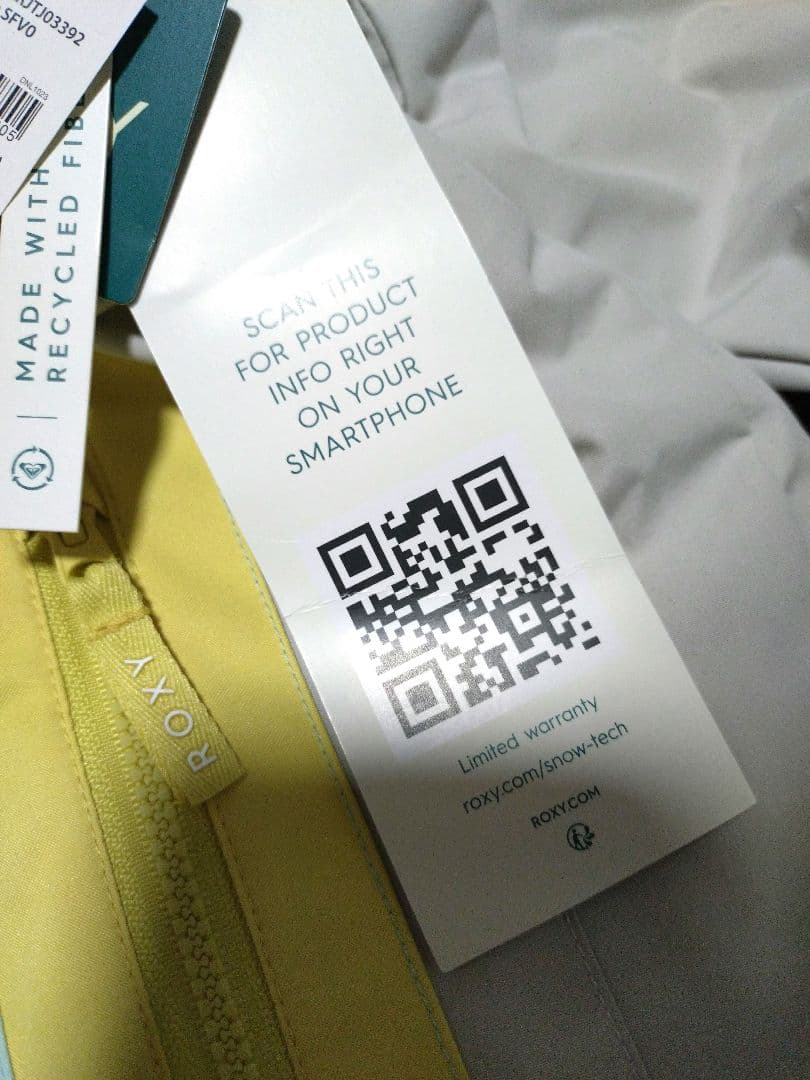 SFV0
DNL1023
MADE WITH
RECYCLED
SCAN THIS
FOR PRODUCT
INFO RIGHT
ON YOUR
SMARTPHONE
Limited warranty
roxy.com/snow-tech
ROXY.COM
ROXY